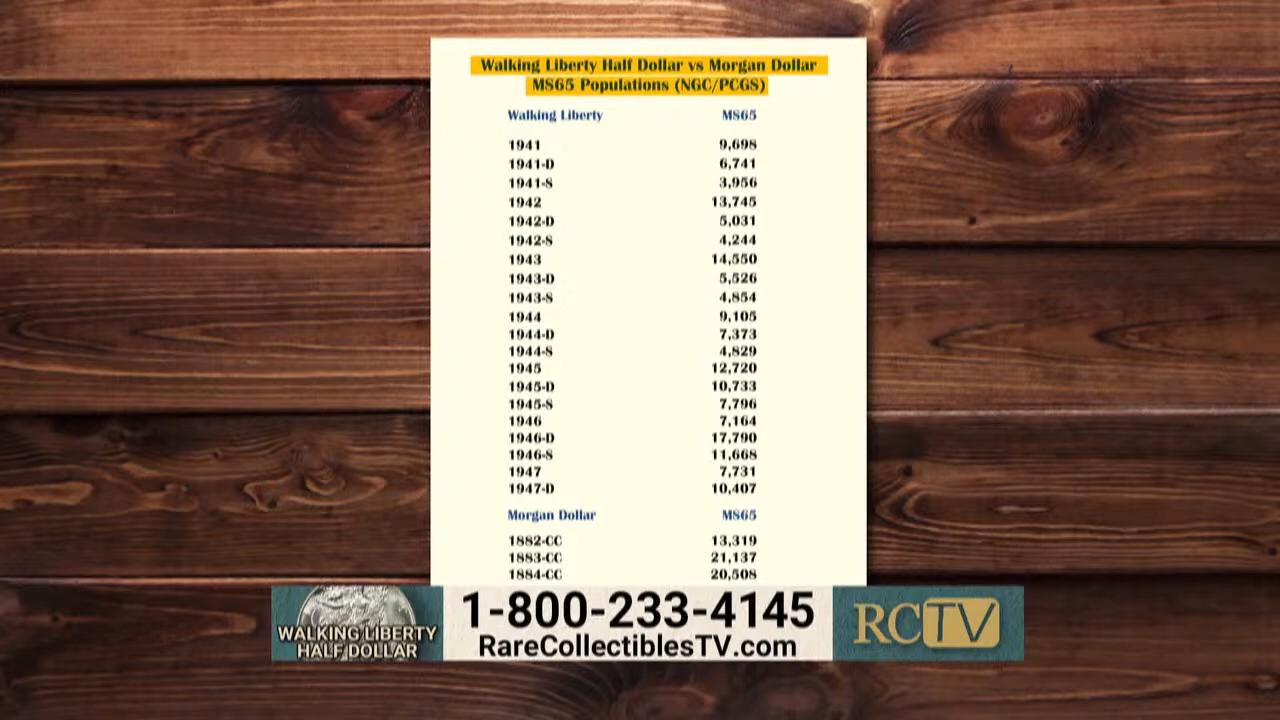 Walking Liberty Half Dollar vs Morgan Dollar
MS65 Populations (NGC/PCGS)
Walking Liberty MS65
1941 9,698
1941-D 6,741
1941-S 3,956
1942 13,745
1942-D 5,031
1942-S 4,244
1943 14,550
1943-D 5,526
1943-S 4,854
1944 9,105
1944-D 7,373
1944-S 4,829
1945 12,720
1945-D 10,733
1945-S 7,796
1946 7,164
1946-D 17,790
1946-S 11,668
1947 7,731
1947-D 10,407
Morgan Dollar MS65
1882-CC 13,319
1883-CC 21,137
1884-CC 20,508
WALKING LIBERTY
HALF DOLLAR
1-800-233-4145
RareCollectiblesTV.com
RCTV